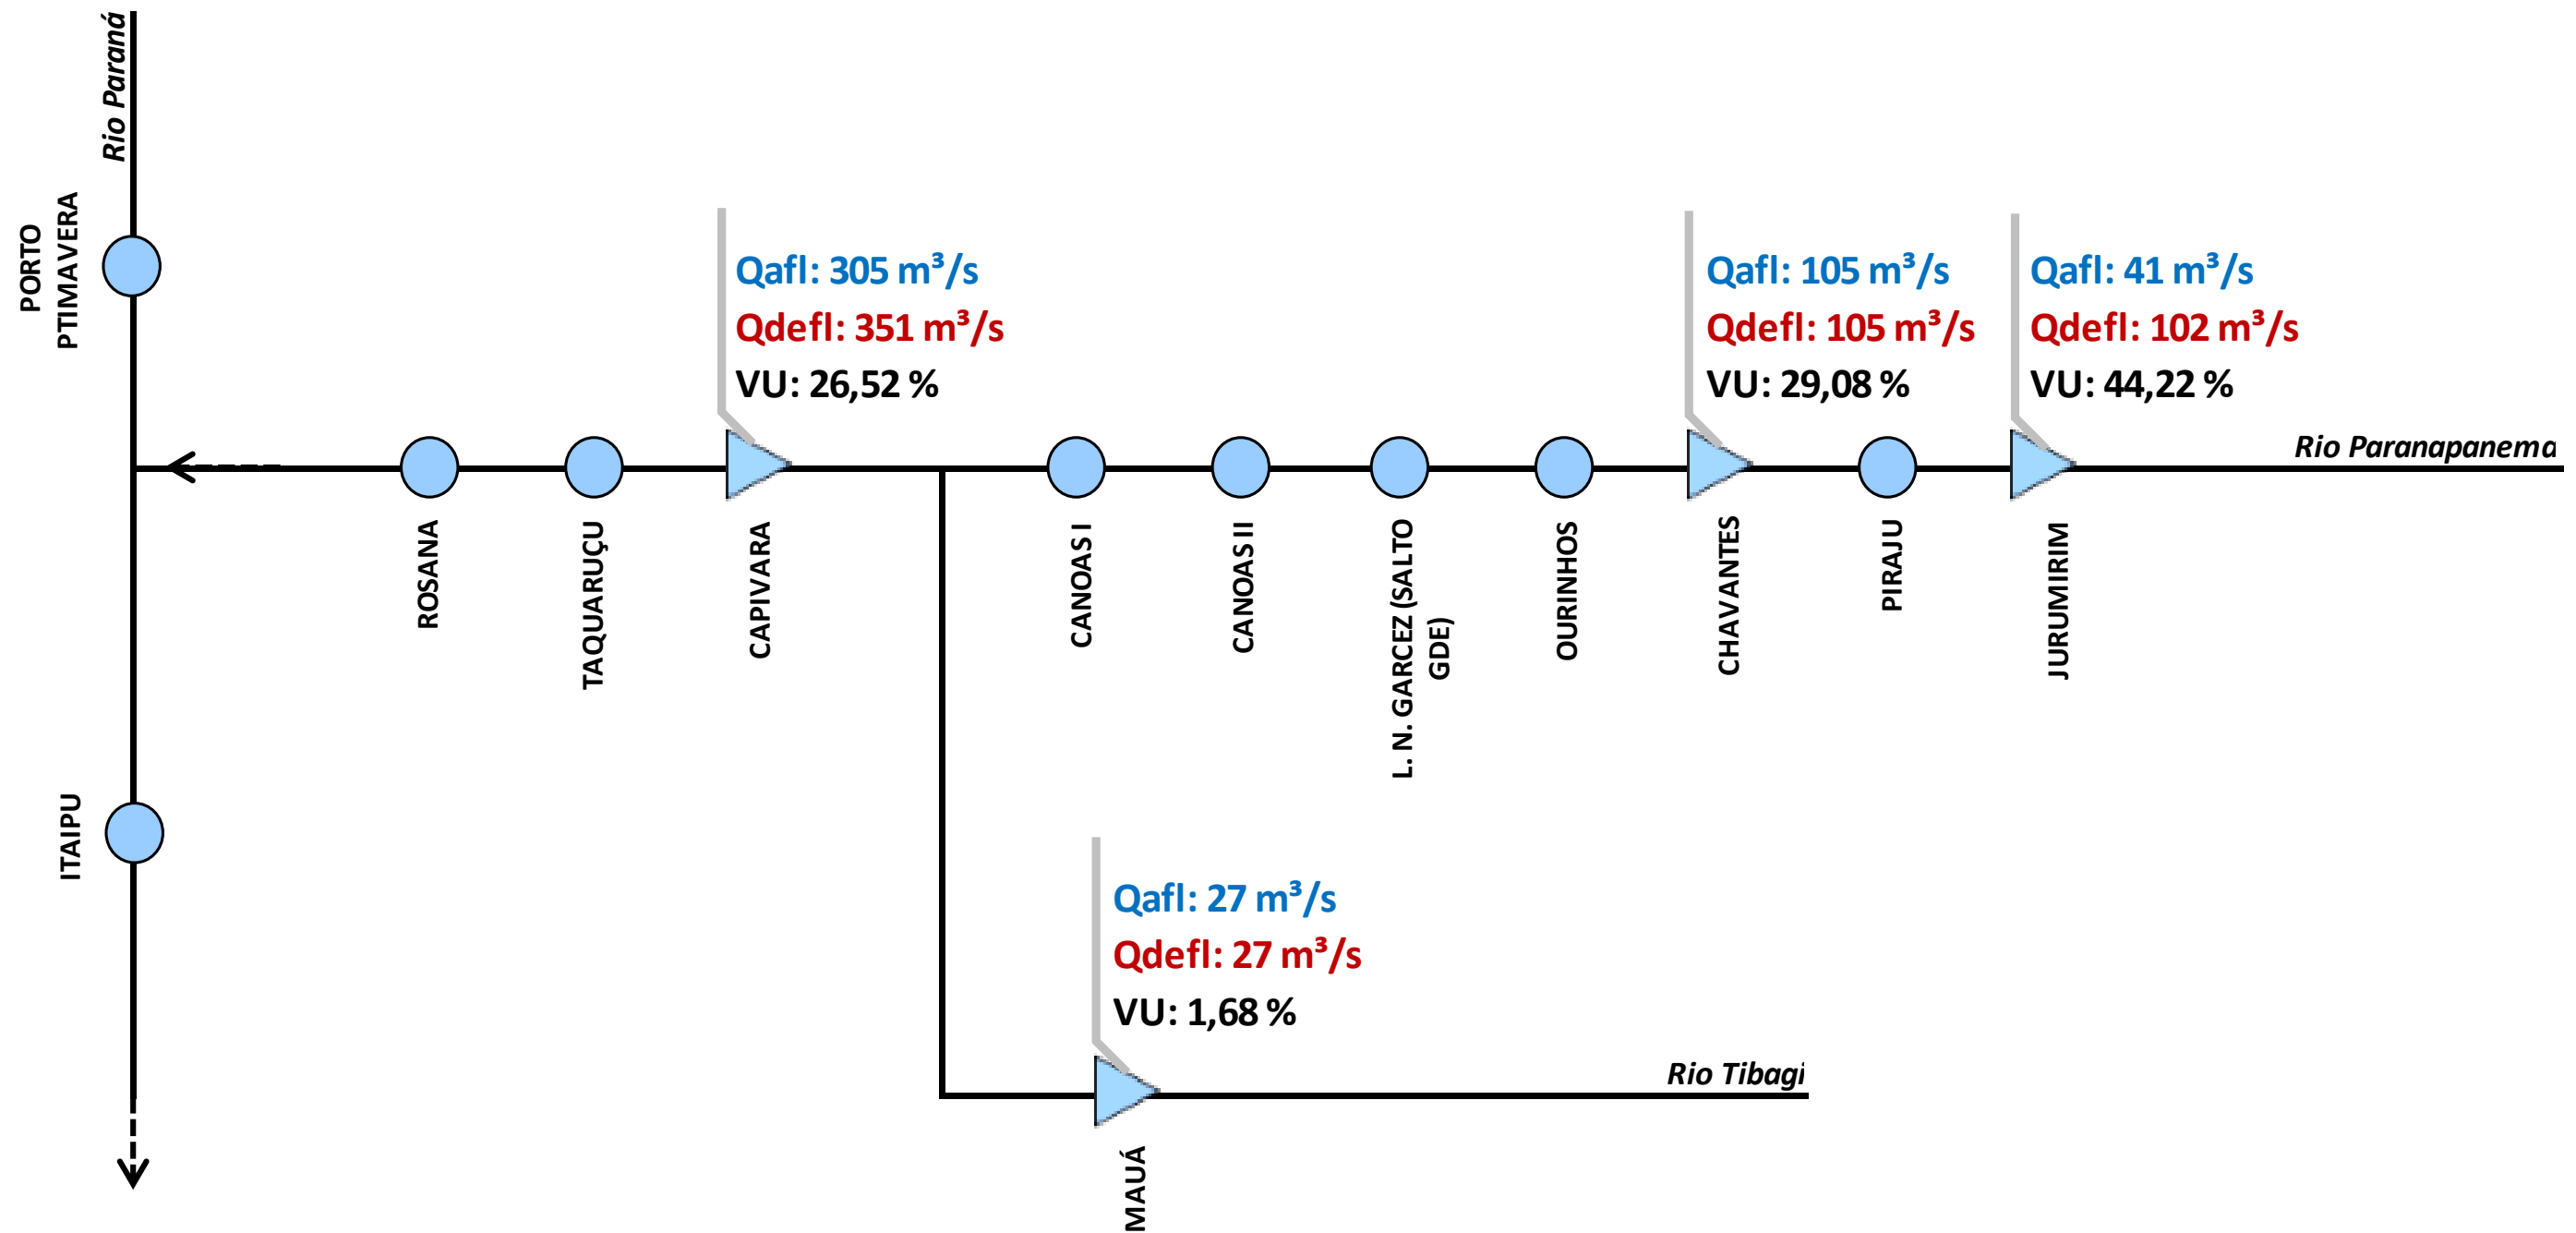 Rio Paraná
PORTO
PTIMAVERA
Qafl: 305 m³/s
Qdefl: 351 m³/s
VU: 26,52 %
Qafl: 105 m³/s
Qdefl: 105 m³/s
VU: 29,08 %
Qafl: 41 m³/s
Qdefl: 102 m³/s
VU: 44,22 %
Rio Paranapanema
ROSANA
TAQUARUÇU
CAPIVARA
CANOAS I
CANOAS II
L. N. GARCEZ (SALTO
GDE)
OURINHOS
CHAVANTES
PIRAJU
JURUMIRIM
ITAIPU
Qafl: 27 m³/s
Qdefl: 27 m³/s
VU: 1,68 %
Rio Tibagi
MAUÁ